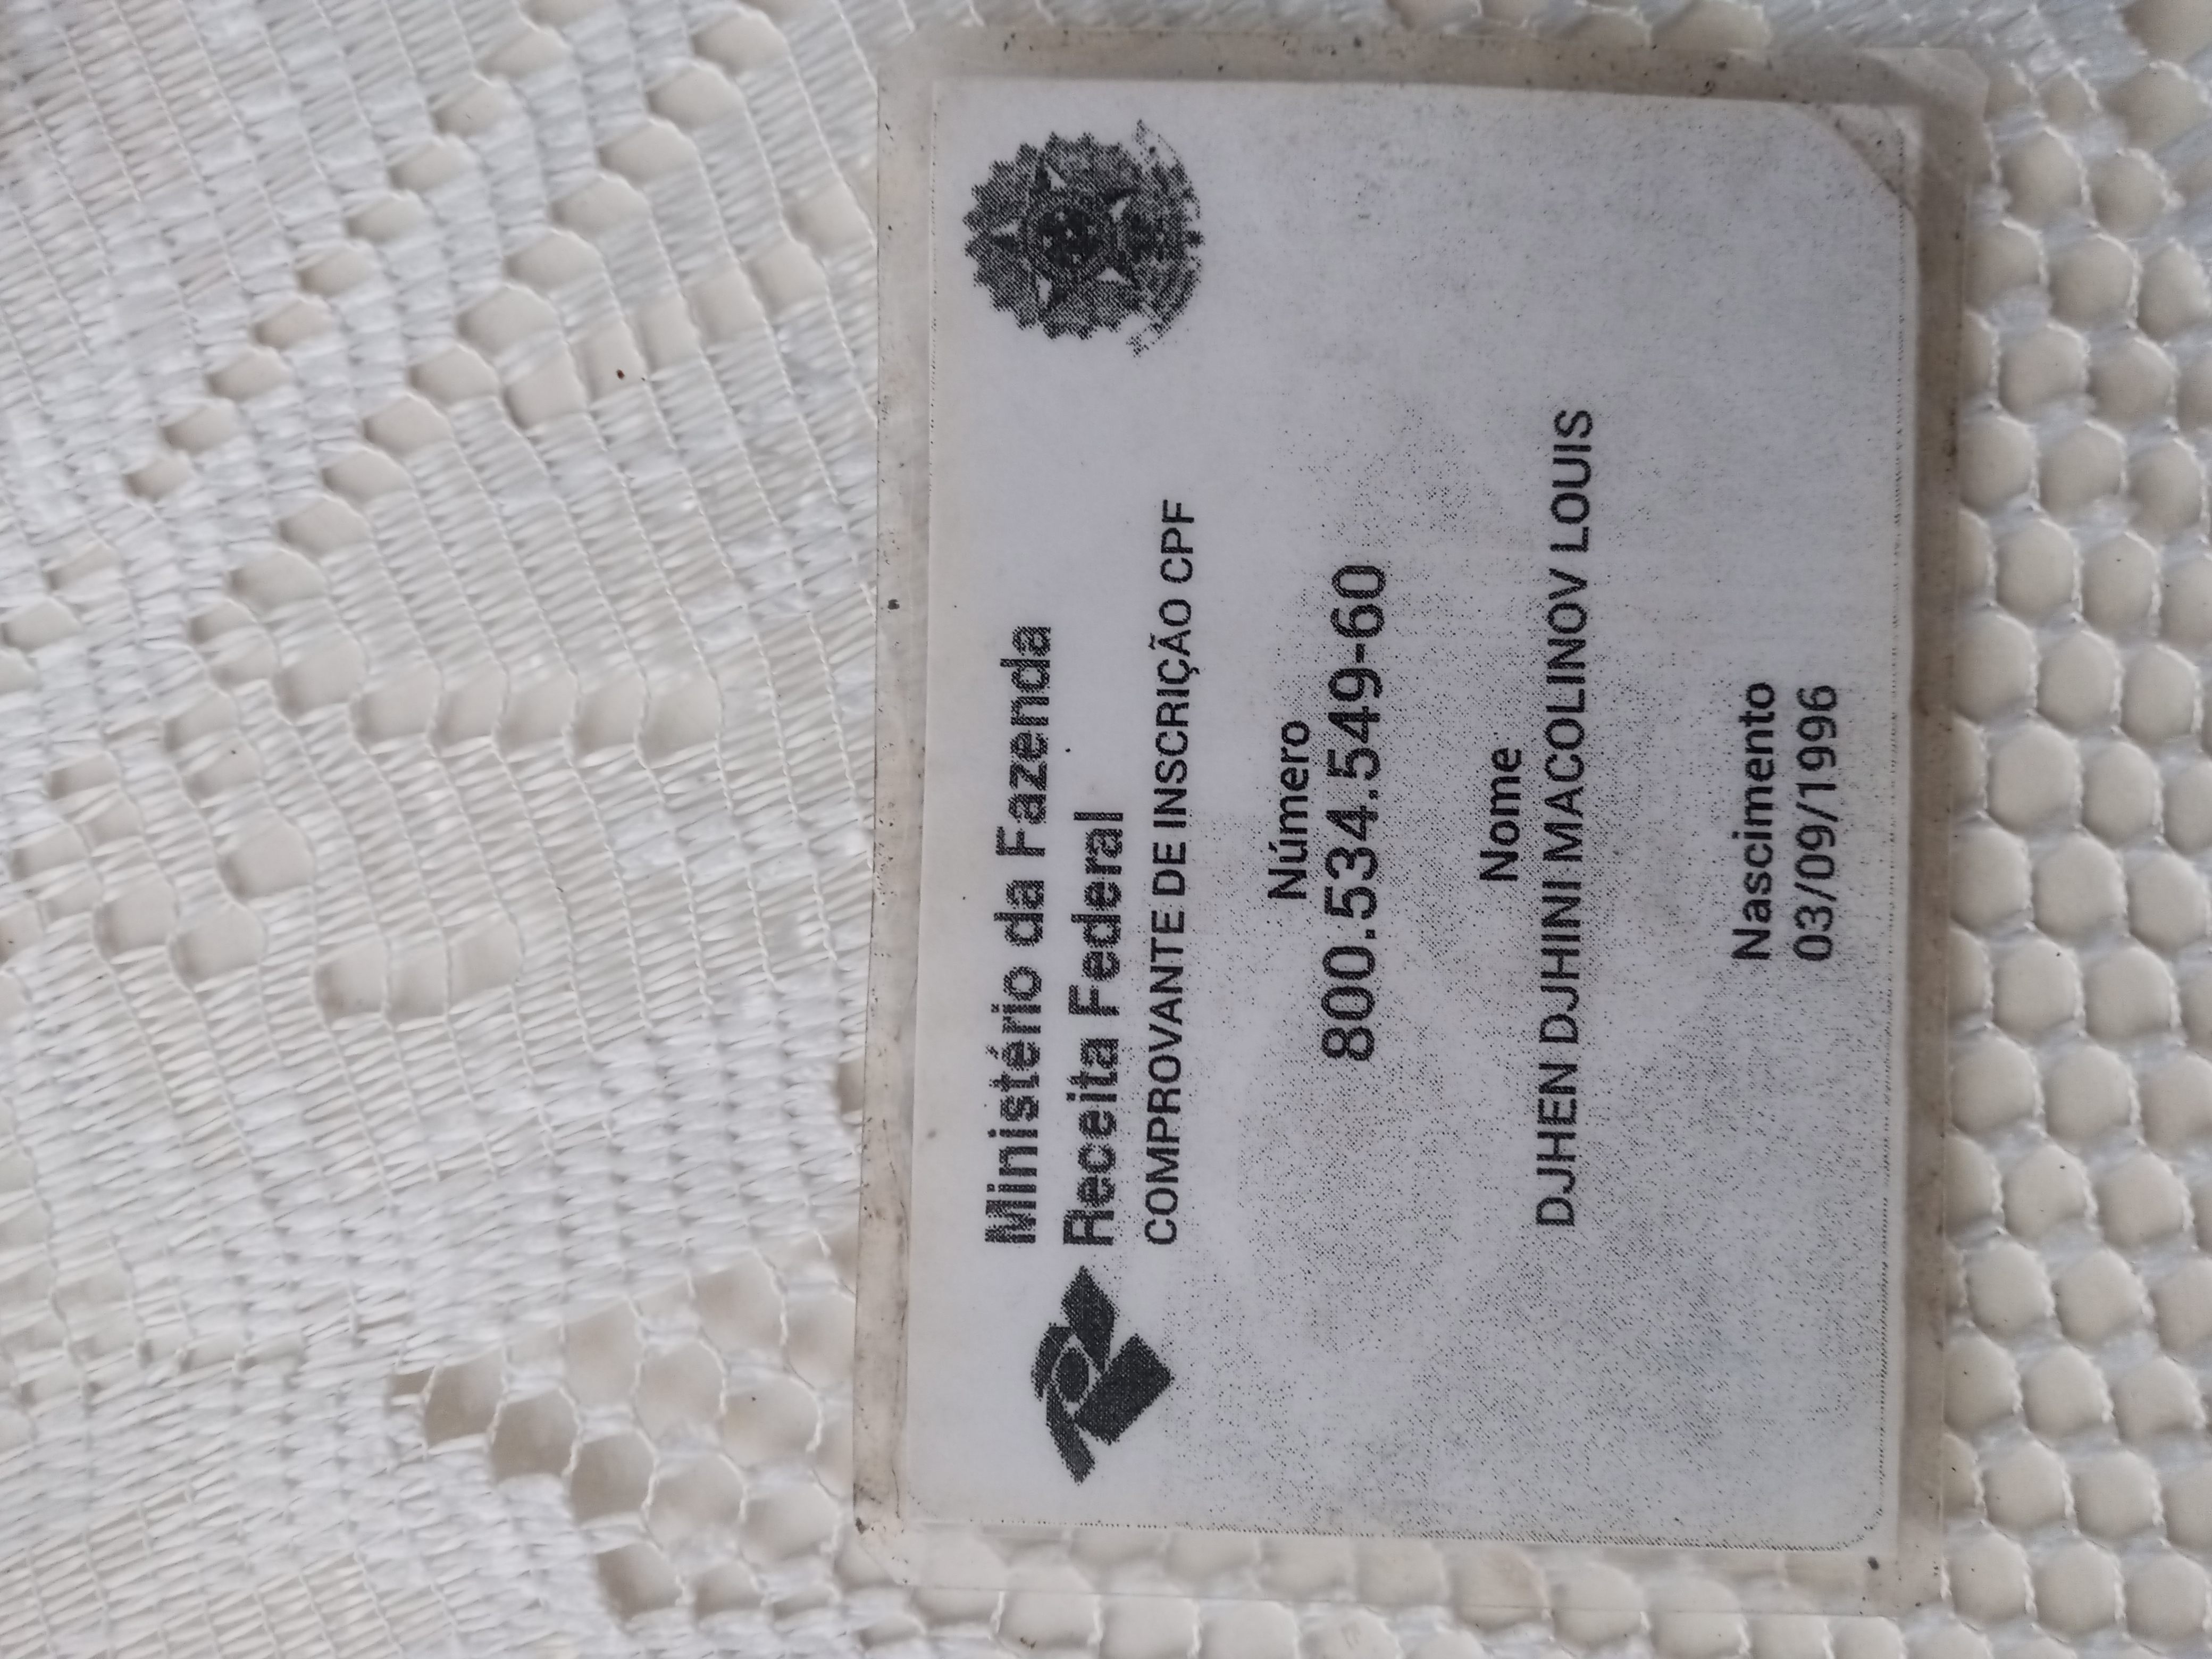 Ministério da Fazenda
Receita Federal
COMPROVANTE DE INSCRIÇÃO CPF
Número
800.534.549-60
Nome
DJHEN DJHINI MACOLINOV LOUIS
Nascimento
03/09/1996